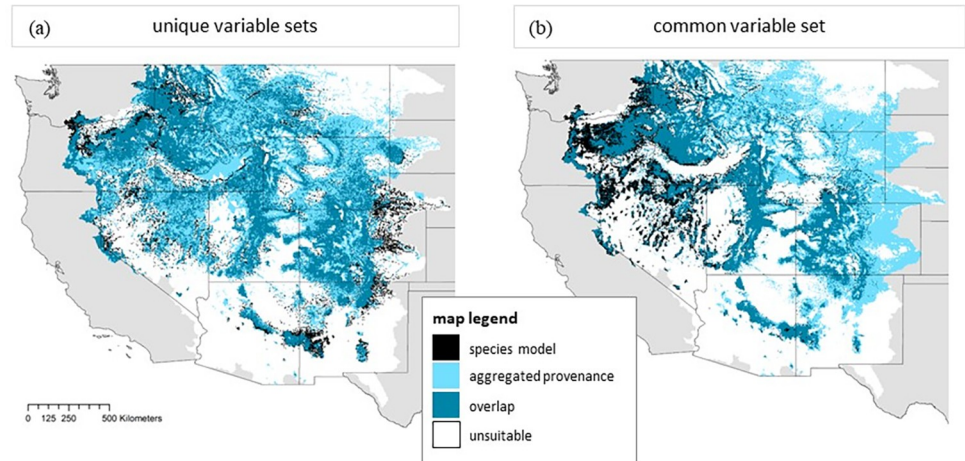 (a) unique variable sets
(b) common variable set
map legend
species model
aggregated provenance
overlap
unsuitable
0 125 250 500 Kilometers